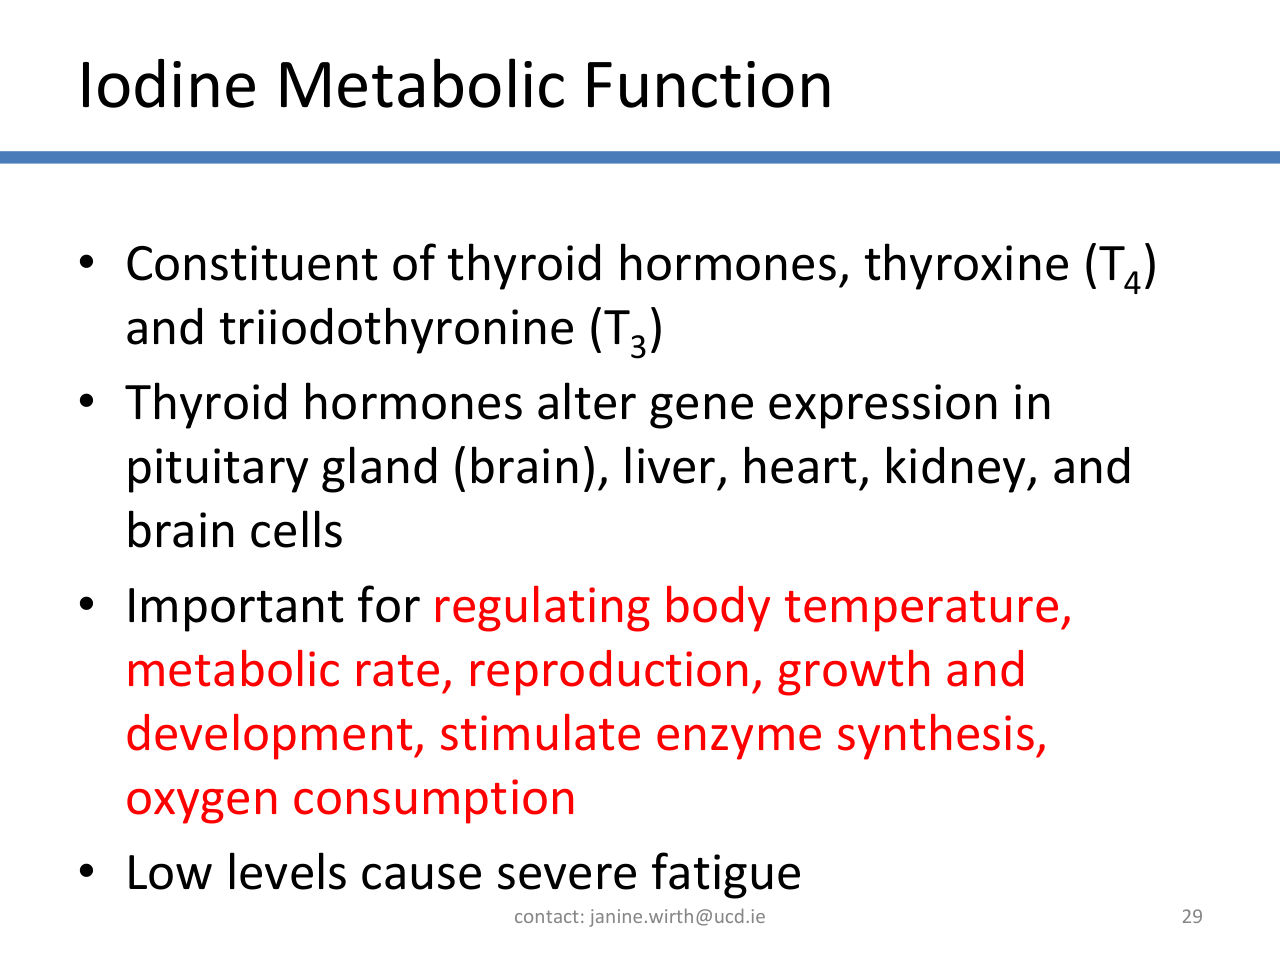 Iodine Metabolic Function
• Constituent of thyroid hormones, thyroxine (T₄)
and triiodothyronine (T₃)
• Thyroid hormones alter gene expression in
pituitary gland (brain), liver, heart, kidney, and
brain cells
• Important for regulating body temperature,
metabolic rate, reproduction, growth and
development, stimulate enzyme synthesis,
oxygen consumption
• Low levels cause severe fatigue
contact: janine.wirth@ucd.ie
29